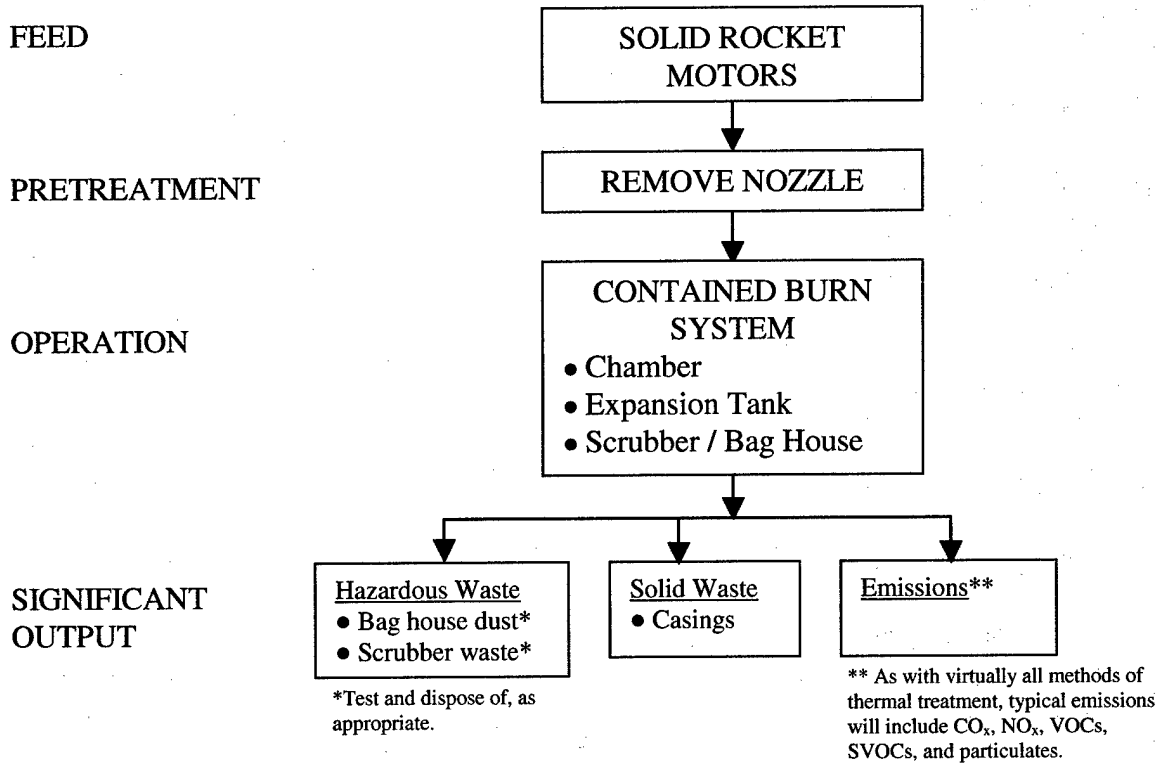 FEED
SOLID ROCKET
MOTORS
PRETREATMENT
REMOVE NOZZLE
OPERATION
CONTAINED BURN
SYSTEM
● Chamber
● Expansion Tank
● Scrubber / Bag House
SIGNIFICANT
OUTPUT
Hazardous Waste
● Bag house dust*
● Scrubber waste*
*Test and dispose of, as
appropriate.
Solid Waste
● Casings
Emissions**
** As with virtually all methods of
thermal treatment, typical emissions
will include COₓ, NOₓ, VOCs,
SVOCs, and particulates.